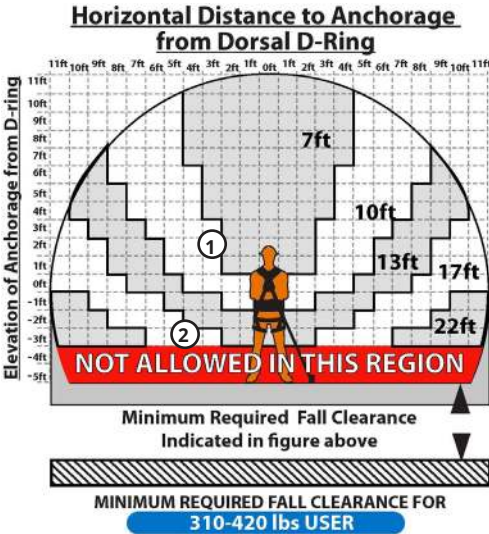 Horizontal Distance to Anchorage
from Dorsal D-Ring
11ft 10ft 9ft 8ft 7ft 6ft 5ft 4ft 3ft 2ft 1ft 0ft 1ft 2ft 3ft 4ft 5ft 6ft 7ft 8ft 9ft 10ft 11ft
Elevation of Anchorage from D-ring
11ft
10ft
9ft
8ft
7ft
6ft
5ft
4ft
3ft
2ft
1ft
0ft
-1ft
-2ft
-3ft
-4ft
-5ft
7ft
10ft
1
13ft
17ft
22ft
2
NOT ALLOWED IN THIS REGION
Minimum Required Fall Clearance
Indicated in figure above
MINIMUM REQUIRED FALL CLEARANCE FOR
310-420 lbs USER